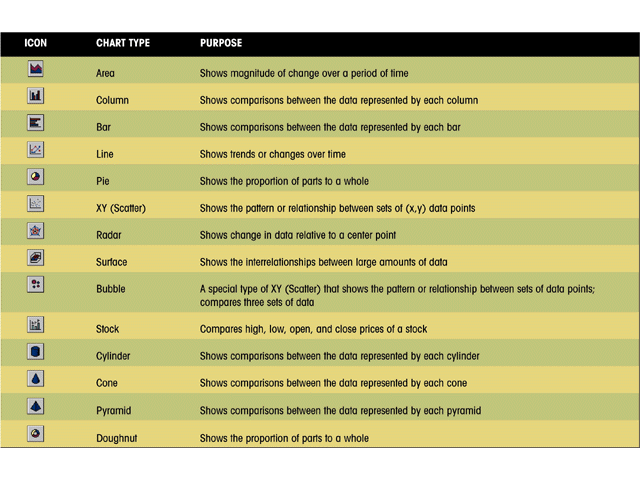 ICON CHART TYPE PURPOSE
Area Shows magnitude of change over a period of time
Column Shows comparisons between the data represented by each column
Bar Shows comparisons between the data represented by each bar
Line Shows trends or changes over time
Pie Shows the proportion of parts to a whole
XY (Scatter) Shows the pattern or relationship between sets of (x,y) data points
Radar Shows change in data relative to a center point
Surface Shows the interrelationships between large amounts of data
Bubble A special type of XY (Scatter) that shows the pattern or relationship between sets of data points;
compares three sets of data
Stock Compares high, low, open, and close prices of a stock
Cylinder Shows comparisons between the data represented by each cylinder
Cone Shows comparisons between the data represented by each cone
Pyramid Shows comparisons between the data represented by each pyramid
Doughnut Shows the proportion of parts to a whole